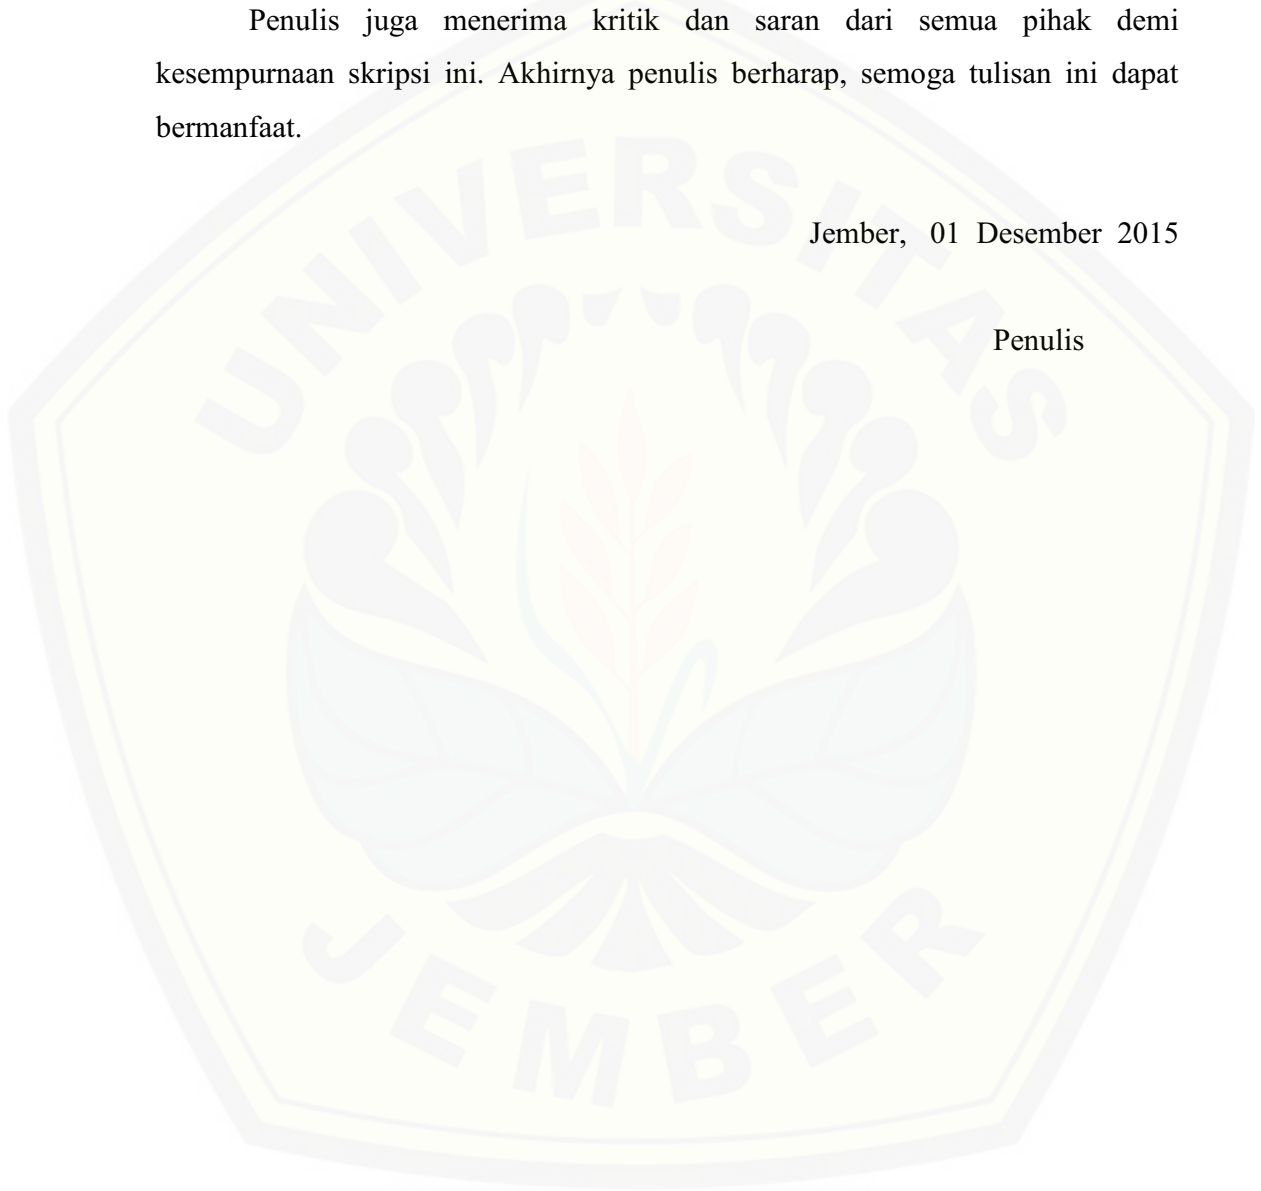 Penulis juga menerima kritik dan saran dari semua pihak demi
kesempurnaan skripsi ini. Akhirnya penulis berharap, semoga tulisan ini dapat
bermanfaat.
Jember, 01 Desember 2015
Penulis
UNIVERSITAS
JEMBER